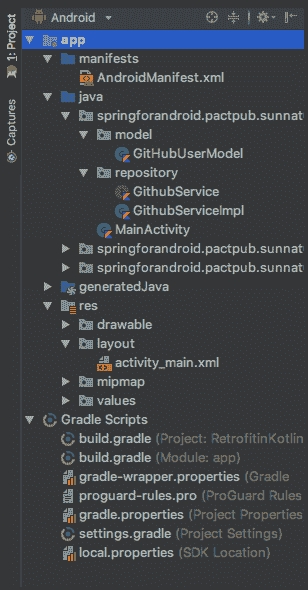 Android
1: Project
Captures
app
manifests
AndroidManifest.xml
java
springforandroid.pactpub.sunnat
model
GitHubUserModel
repository
GithubService
GithubServiceImpl
MainActivity
springforandroid.pactpub.sunnat
springforandroid.pactpub.sunnat
generatedJava
res
drawable
layout
activity_main.xml
mipmap
values
Gradle Scripts
build.gradle (Project: RetrofitinKotlin
build.gradle (Module: app)
gradle-wrapper.properties (Gradle
proguard-rules.pro (ProGuard Rules
gradle.properties (Project Properties
settings.gradle (Project Settings)
local.properties (SDK Location)